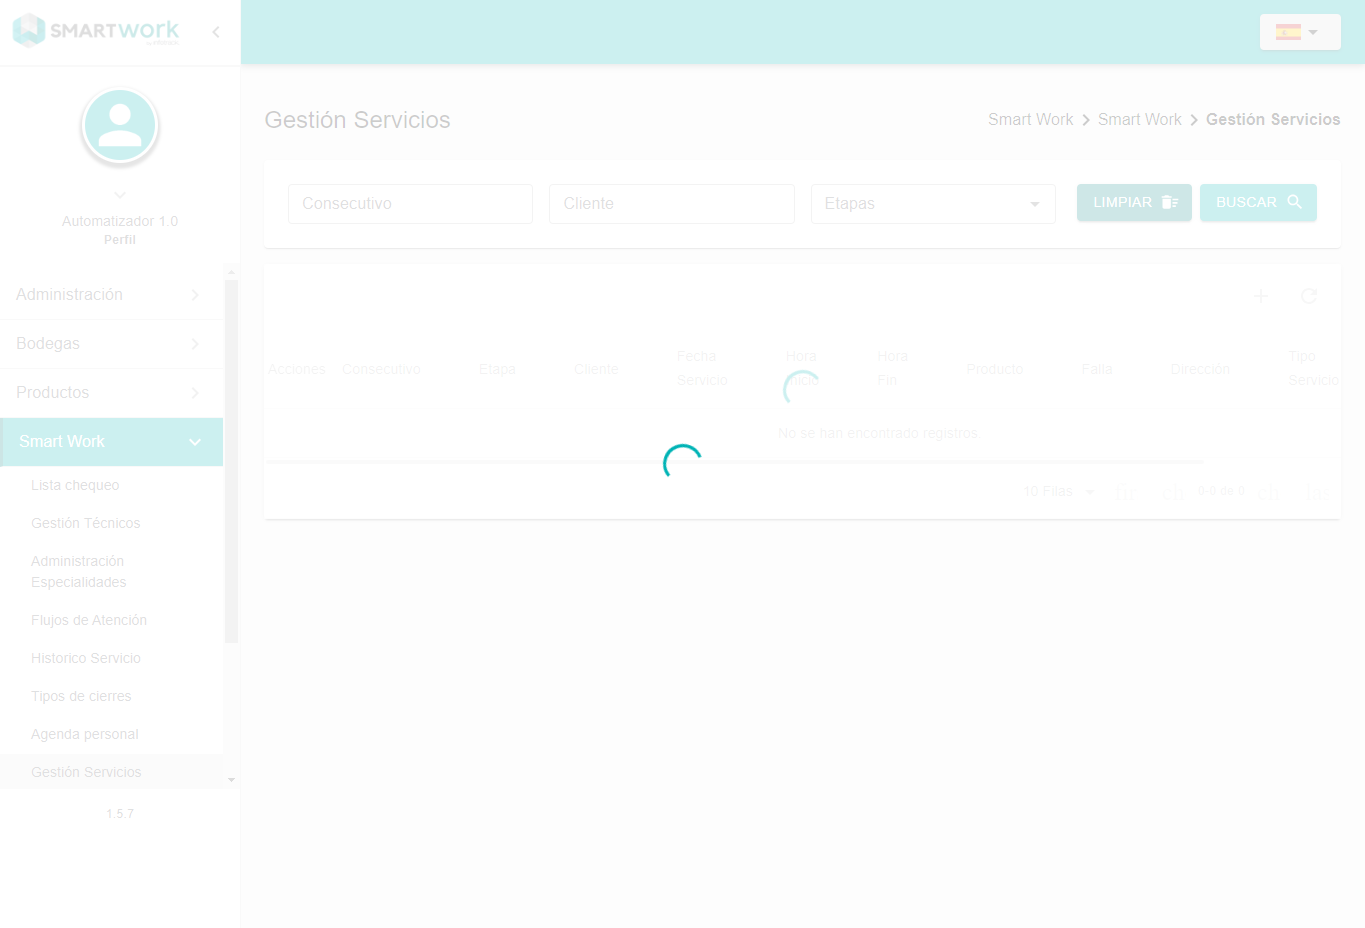 SMARTWORK
Automatizador 1.0
Perfil
Administración
Bodegas
Productos
Smart Work
Lista chequeo
Gestión Técnicos
Administración
Especialidades
Flujos de Atención
Historico Servicio
Tipos de cierres
Agenda personal
Gestión Servicios
1.5.7
Gestión Servicios
Smart Work > Smart Work > Gestión Servicios
Consecutivo
Cliente
Etapas
LIMPIAR
BUSCAR
Acciones
Consecutivo
Etapa
Cliente
Fecha
Servicio
Hora
Inicio
Hora
Fin
Producto
Falla
Dirección
Tipo
Servicio
No se han encontrado registros
10 Filas
0-0 de 0